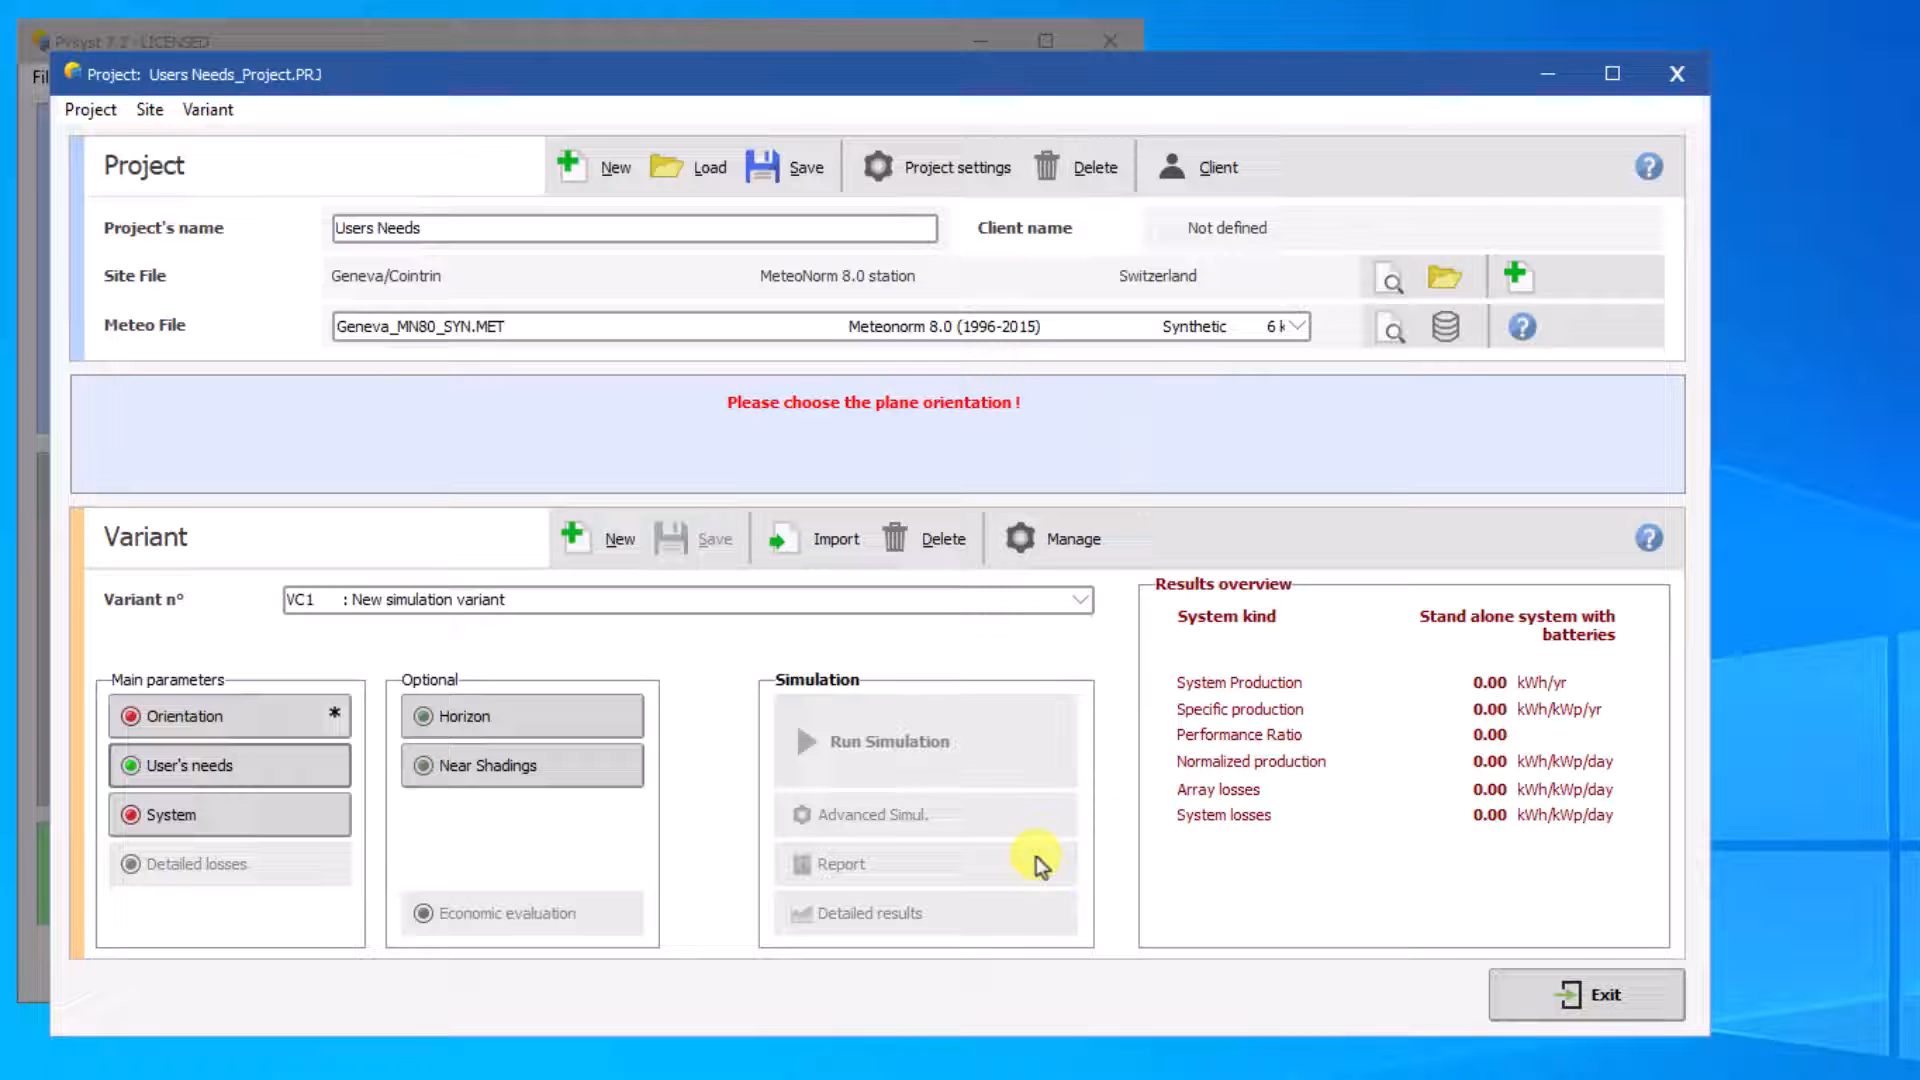 PVsyst 7.2 - LICENSED
Fil
Project: Users Needs_Project.PRJ
Project Site Variant
Project
New Load Save Project settings Delete Client
Project's name Users Needs Client name Not defined
Site File Geneva/Cointrin MeteoNorm 8.0 station Switzerland
Meteo File Geneva_MN80_SYN.MET Meteonorm 8.0 (1996-2015) Synthetic 6 k
Please choose the plane orientation !
Variant
New Save Import Delete Manage
Variant n° VC1 : New simulation variant
Main parameters
Orientation *
User's needs
System
Detailed losses
Optional
Horizon
Near Shadings
Economic evaluation
Simulation
Run Simulation
Advanced Simul.
Report
Detailed results
Results overview
System kind Stand alone system with
batteries
System Production 0.00 kWh/yr
Specific production 0.00 kWh/kWp/yr
Performance Ratio 0.00
Normalized production 0.00 kWh/kWp/day
Array losses 0.00 kWh/kWp/day
System losses 0.00 kWh/kWp/day
Exit